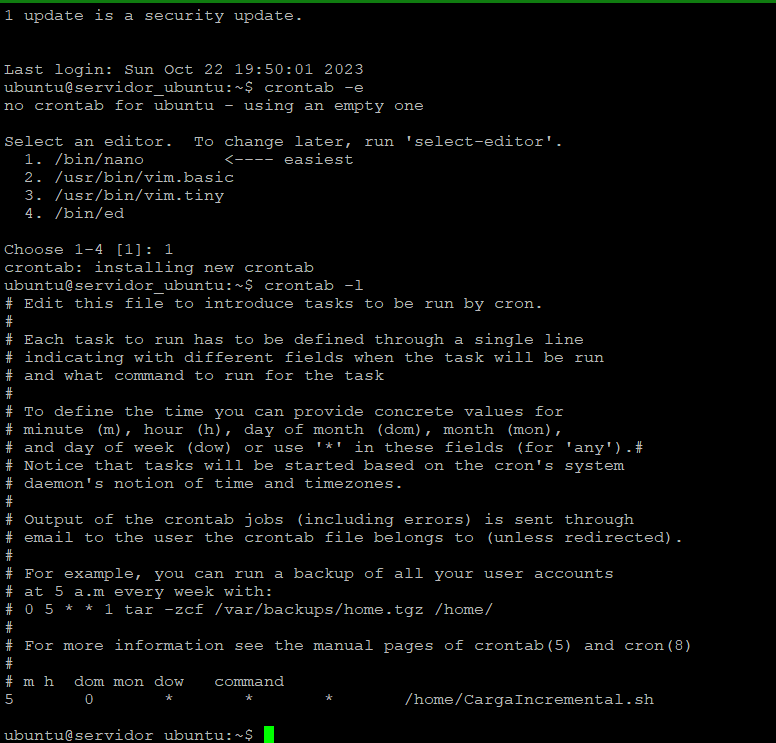 1 update is a security update.
Last login: Sun Oct 22 19:50:01 2023
ubuntu@servidor_ubuntu:~$ crontab -e
no crontab for ubuntu - using an empty one
Select an editor.  To change later, run 'select-editor'.
  1. /bin/nano        <---- easiest
  2. /usr/bin/vim.basic
  3. /usr/bin/vim.tiny
  4. /bin/ed
Choose 1-4 [1]: 1
crontab: installing new crontab
ubuntu@servidor_ubuntu:~$ crontab -l
# Edit this file to introduce tasks to be run by cron.
#
# Each task to run has to be defined through a single line
# indicating with different fields when the task will be run
# and what command to run for the task
#
# To define the time you can provide concrete values for
# minute (m), hour (h), day of month (dom), month (mon),
# and day of week (dow) or use '*' in these fields (for 'any').#
# Notice that tasks will be started based on the cron's system
# daemon's notion of time and timezones.
#
# Output of the crontab jobs (including errors) is sent through
# email to the user the crontab file belongs to (unless redirected).
#
# For example, you can run a backup of all your user accounts
# at 5 a.m every week with:
# 0 5 * * 1 tar -zcf /var/backups/home.tgz /home/
#
# For more information see the manual pages of crontab(5) and cron(8)
#
# m h  dom mon dow   command
5       0       *       *       *       /home/CargaIncremental.sh
ubuntu@servidor_ubuntu:~$